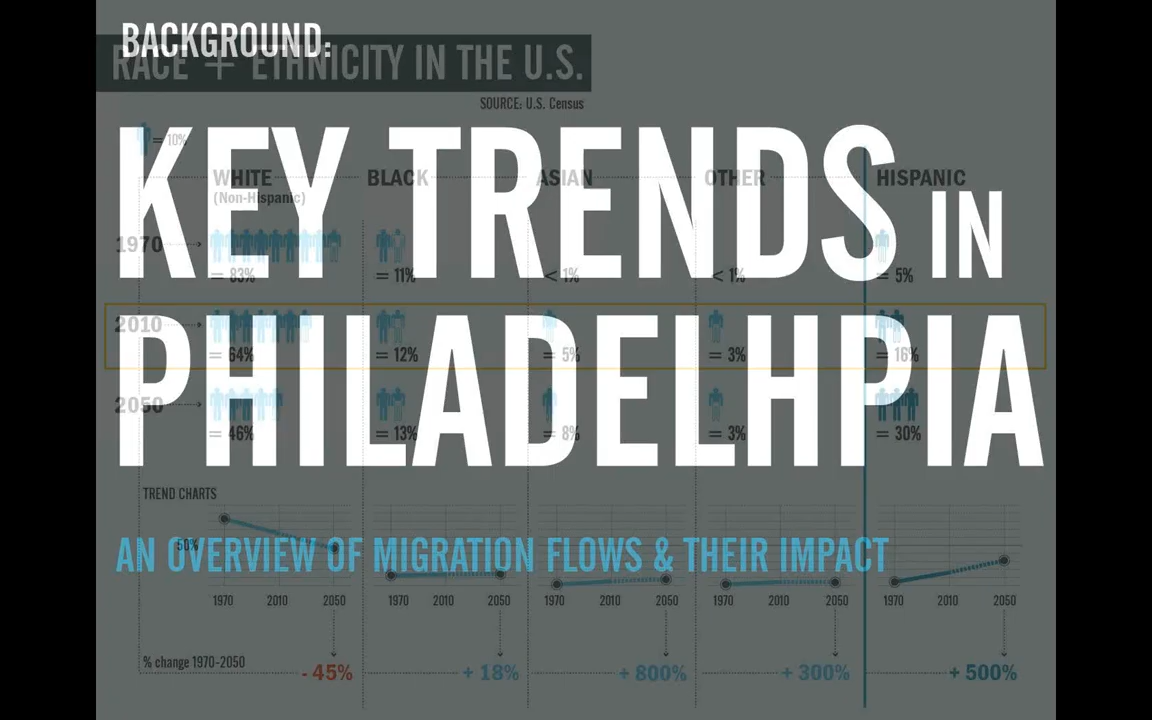 BACKGROUND:
RACE + ETHNICITY IN THE U.S.
SOURCE: U.S. Census
= 10%
KEY TRENDS IN
PHILADELHPIA
WHITE BLACK ASIAN OTHER HISPANIC
(Non-Hispanic)
1970
= 83% = 11% < 1% < 1% = 5%
2010
= 64% = 12% = 5% = 3% = 16%
2050
= 46% = 13% = 8% = 3% = 30%
TREND CHARTS
50%
AN OVERVIEW OF MIGRATION FLOWS & THEIR IMPACT
1970 2010 2050 1970 2010 2050 1970 2010 2050 1970 2010 2050 1970 2010 2050
% change 1970-2050
- 45% + 18% + 800% + 300% + 500%